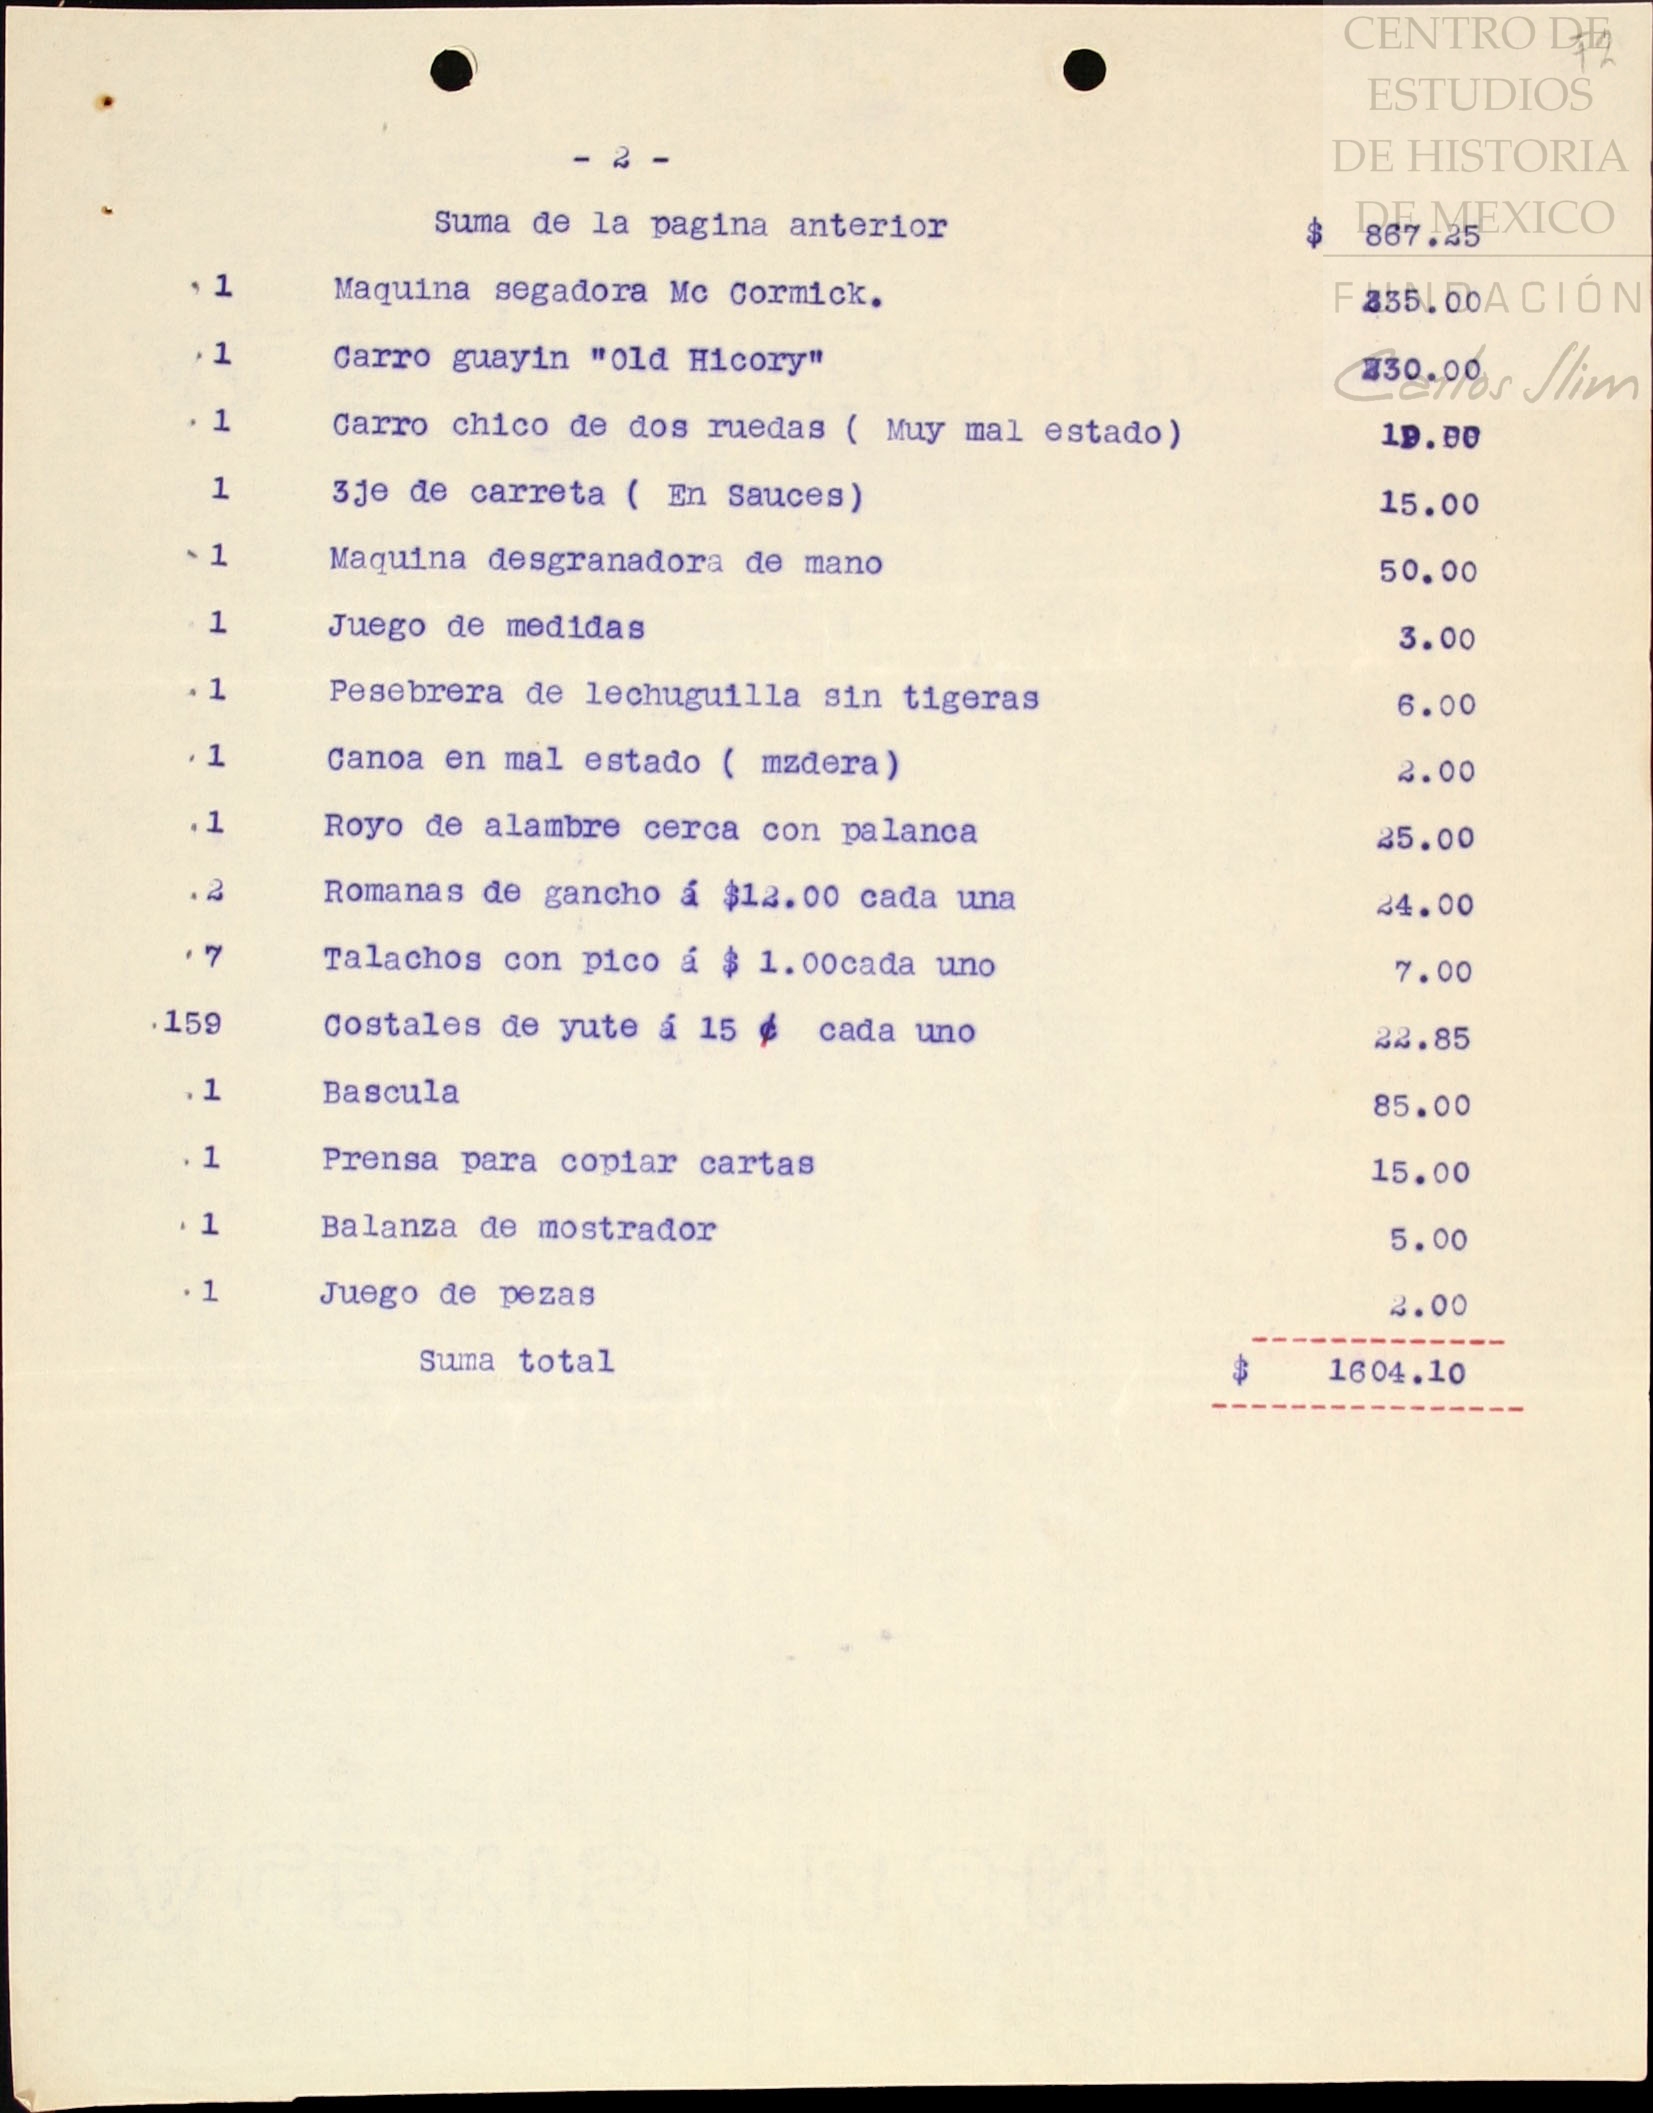 CENTRO DE
ESTUDIOS
DE HISTORIA
DE MEXICO
FUNDACIÓN
Carlos Slim
72
- 2 -
Suma de la pagina anterior $ 867.25
1 Maquina segadora Mc Cormick. 235.00
1 Carro guayin "Old Hicory" 230.00
1 Carro chico de dos ruedas ( Muy mal estado) 10.00
1 3je de carreta ( En Sauces) 15.00
1 Maquina desgranadora de mano 50.00
1 Juego de medidas 3.00
1 Pesebrera de lechuguilla sin tigeras 6.00
1 Canoa en mal estado ( mzdera) 2.00
1 Royo de alambre cerca con palanca 25.00
2 Romanas de gancho á $12.00 cada una 24.00
7 Talachos con pico á $ 1.00cada uno 7.00
159 Costales de yute á 15 ¢ cada uno 22.85
1 Bascula 85.00
1 Prensa para copiar cartas 15.00
1 Balanza de mostrador 5.00
1 Juego de pezas 2.00
Suma total $ 1604.10